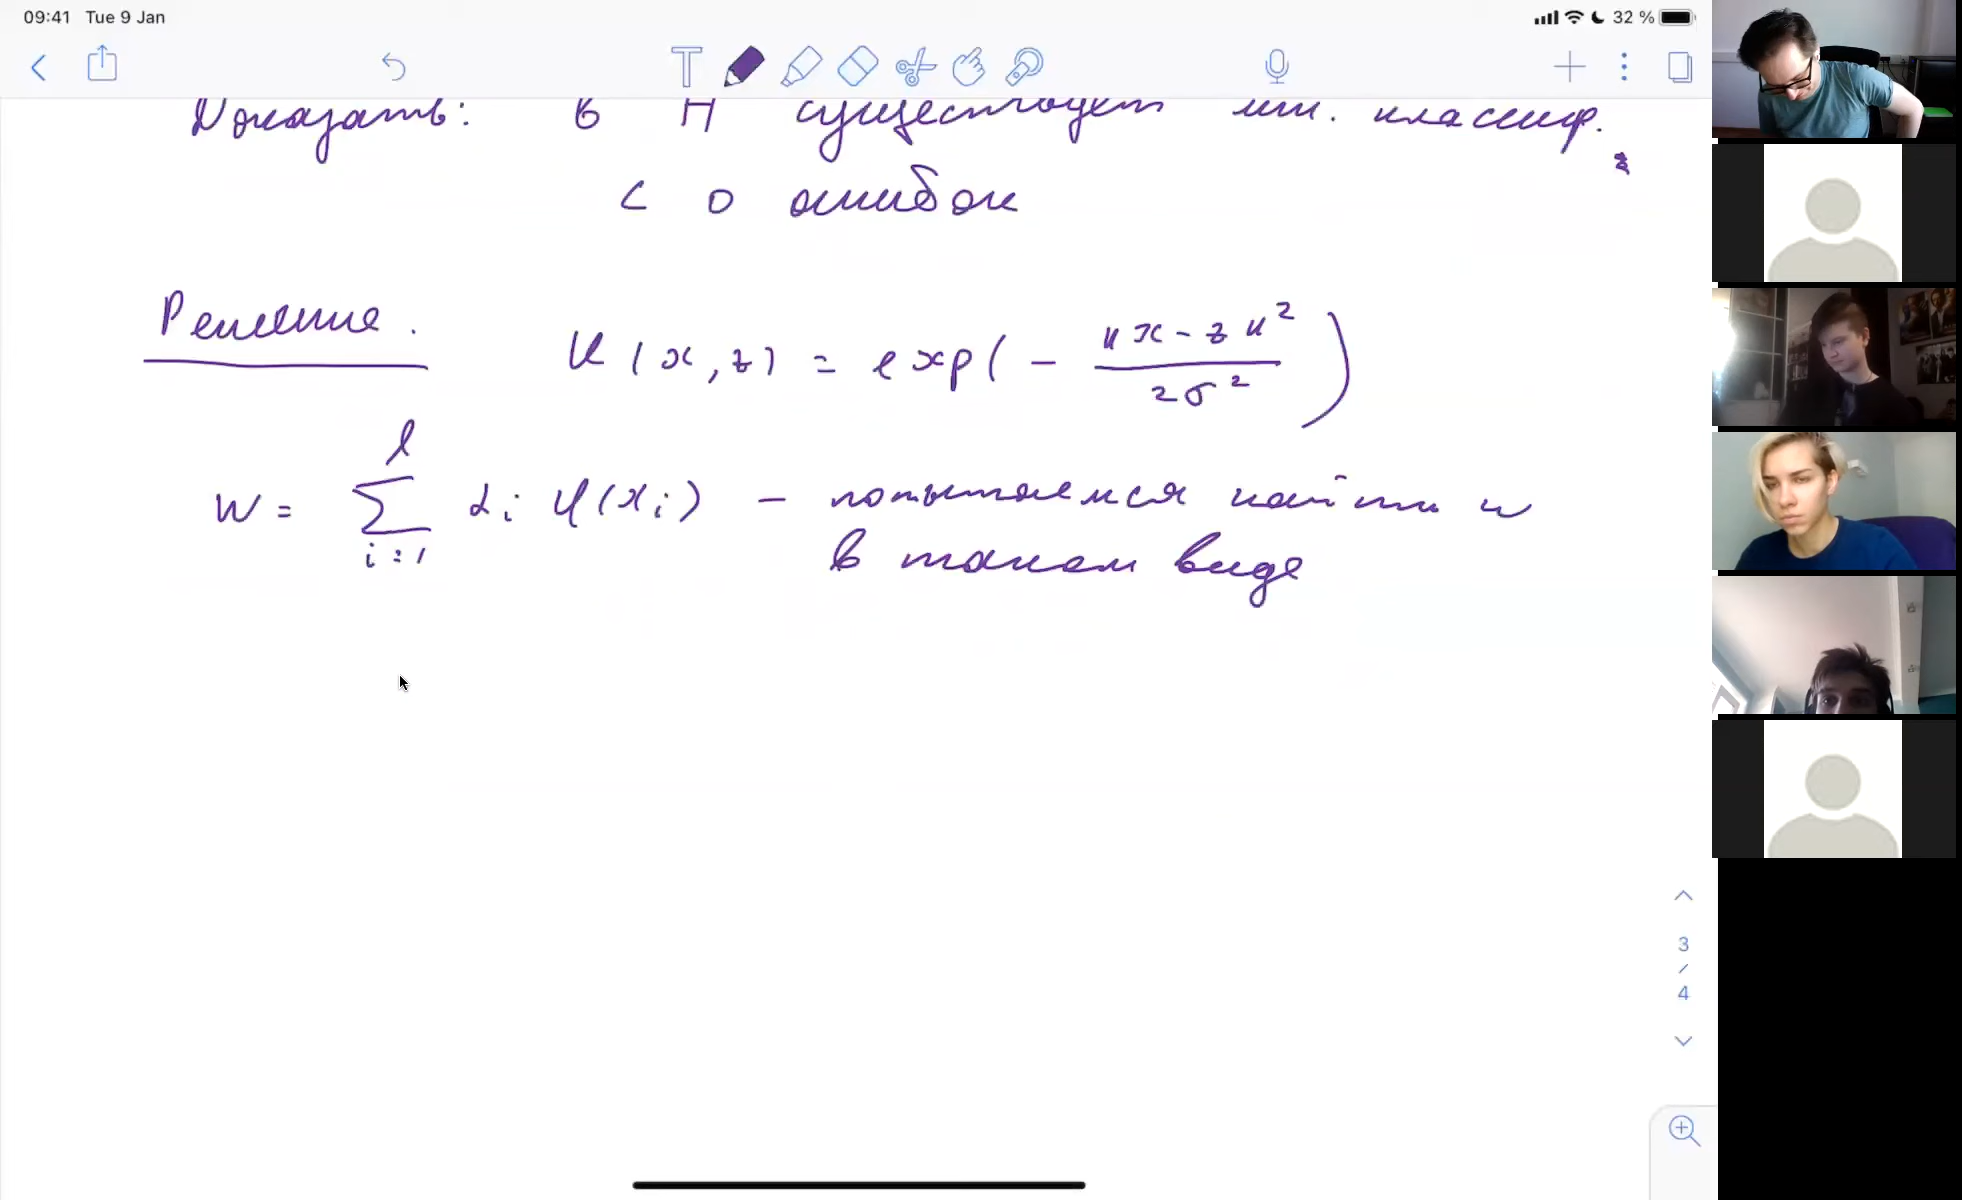 09:41 Tue 9 Jan
32 %
Доказать: в H существует лин. классиф.
с 0 ошибок
Решение.
K(x,z) = exp(- ||x-z||² / 2σ²)
w = ∑ᵢ₌₁ˡ αᵢ φ(xᵢ) – попытаемся найти w
в таком виде
T
3
/
4